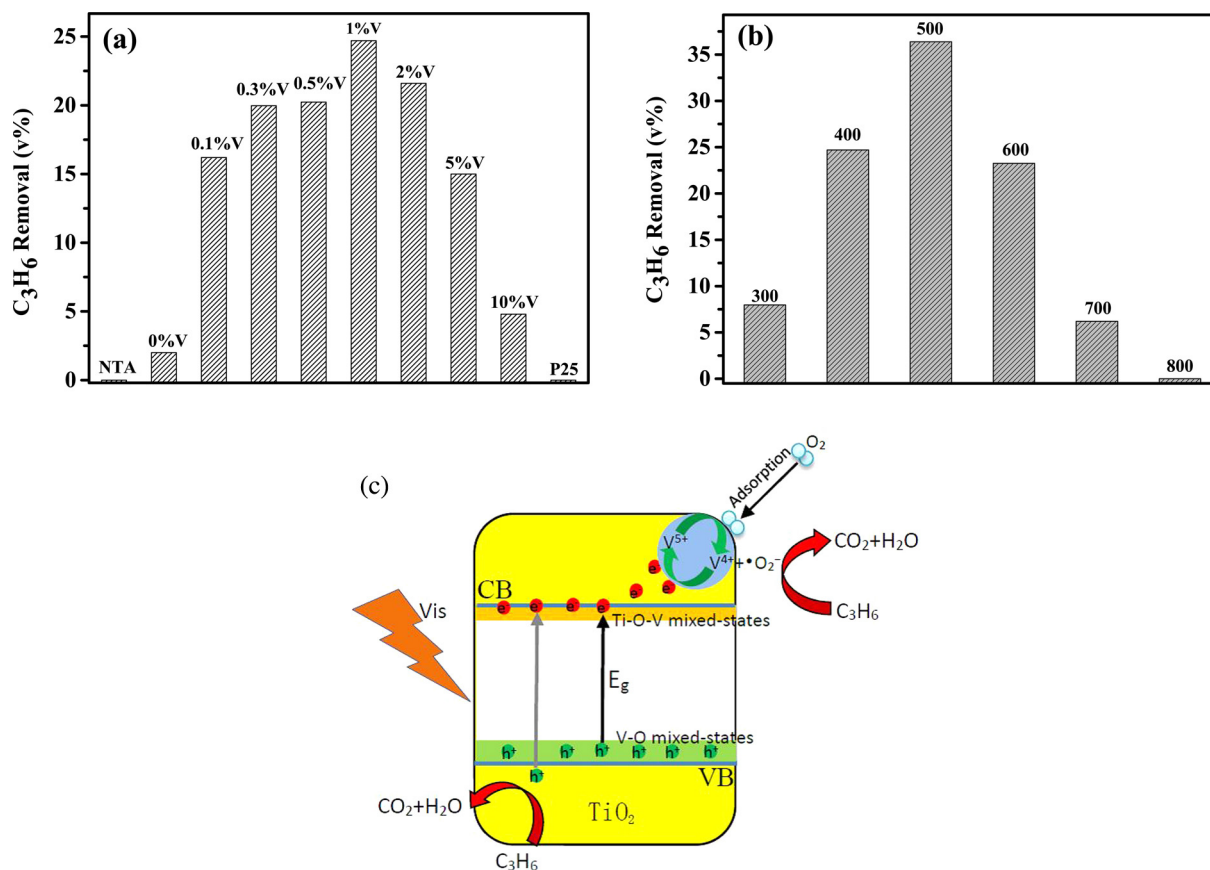 (a)
C₃H₆ Removal (v%)
25
20
15
10
5
0
NTA
0%V
0.1%V
0.3%V
0.5%V
1%V
2%V
5%V
10%V
P25
(b)
C₃H₆ Removal (v%)
35
30
25
20
15
10
5
0
300
400
500
600
700
800
(c)
O₂
Adsorption
V⁵⁺
V⁴⁺+•O₂⁻
CO₂+H₂O
C₃H₆
Vis
CB
e e e e e e e
Ti-O-V mixed-states
E_g
V-O mixed-states
h⁺ h⁺ h⁺ h⁺ h⁺ h⁺
VB
h⁺
CO₂+H₂O
TiO₂
C₃H₆